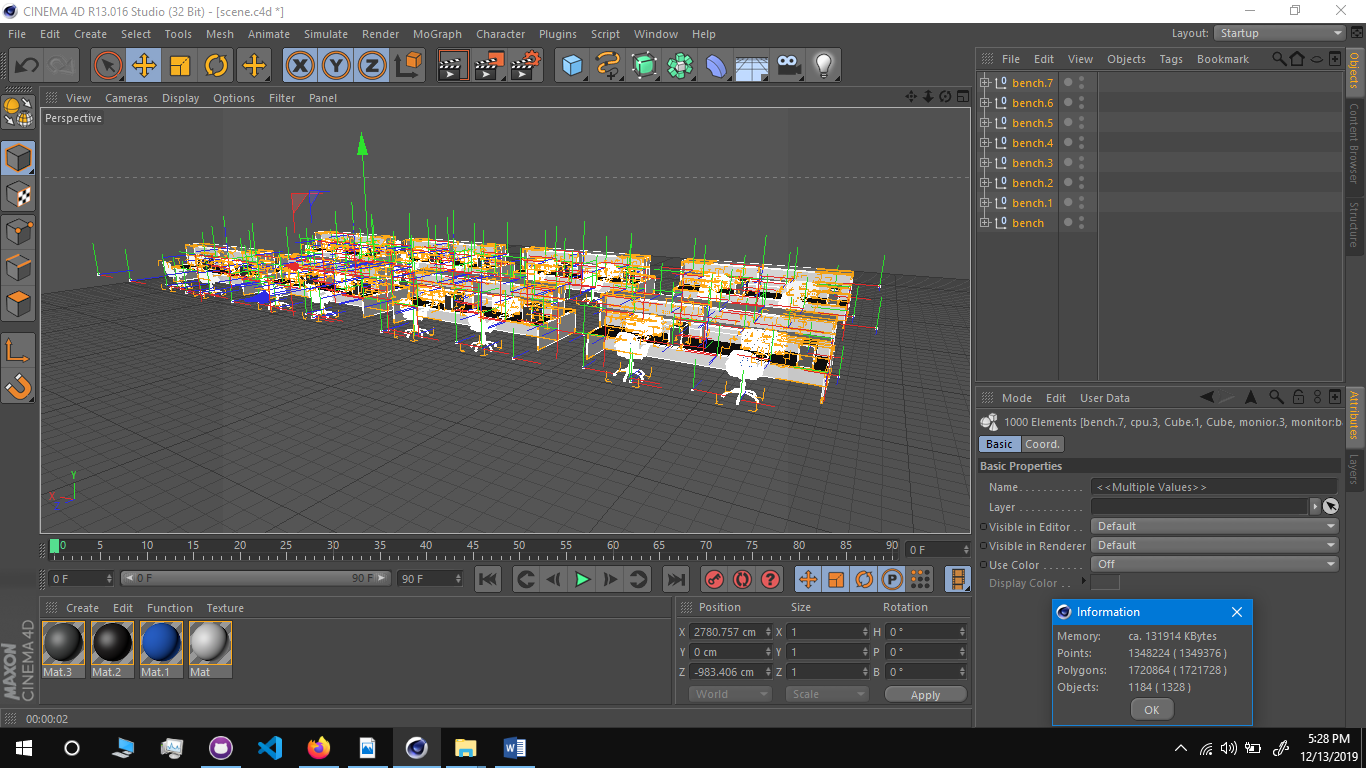 CINEMA 4D R13.016 Studio (32 Bit) - [scene.c4d *]
File Edit Create Select Tools Mesh Animate Simulate Render MoGraph Character Plugins Script Window Help Layout: Startup
View Cameras Display Options Filter Panel
Perspective
Y
X
File Edit View Objects Tags Bookmark
bench.7
bench.6
bench.5
bench.4
bench.3
bench.2
bench.1
bench
Objects
Content Browser
Structure
Mode Edit User Data
1000 Elements [bench.7, cpu.3, Cube.1, Cube, monior.3, monitor:b
Basic Coord.
Basic Properties
Name . . . . . . . . . . . <<Multiple Values>>
Layer . . . . . . . . . . .
Visible in Editor . . Default
Visible in Renderer Default
Use Color . . . . . . . Off
Display Color . .
Attributes
Layers
0 5 10 15 20 25 30 35 40 45 50 55 60 65 70 75 80 85 90 0 F
0 F 0 F 90 F 90 F
Create Edit Function Texture
Mat.3 Mat.2 Mat.1 Mat
MAXON
CINEMA4D
Position Size Rotation
X 2780.757 cm X 1 H 0 °
Y 0 cm Y 1 P 0 °
Z -983.406 cm Z 1 B 0 °
World Scale Apply
Information
Memory: ca. 131914 KBytes
Points: 1348224 ( 1349376 )
Polygons: 1720864 ( 1721728 )
Objects: 1184 ( 1328 )
OK
00:00:02
5:28 PM
12/13/2019